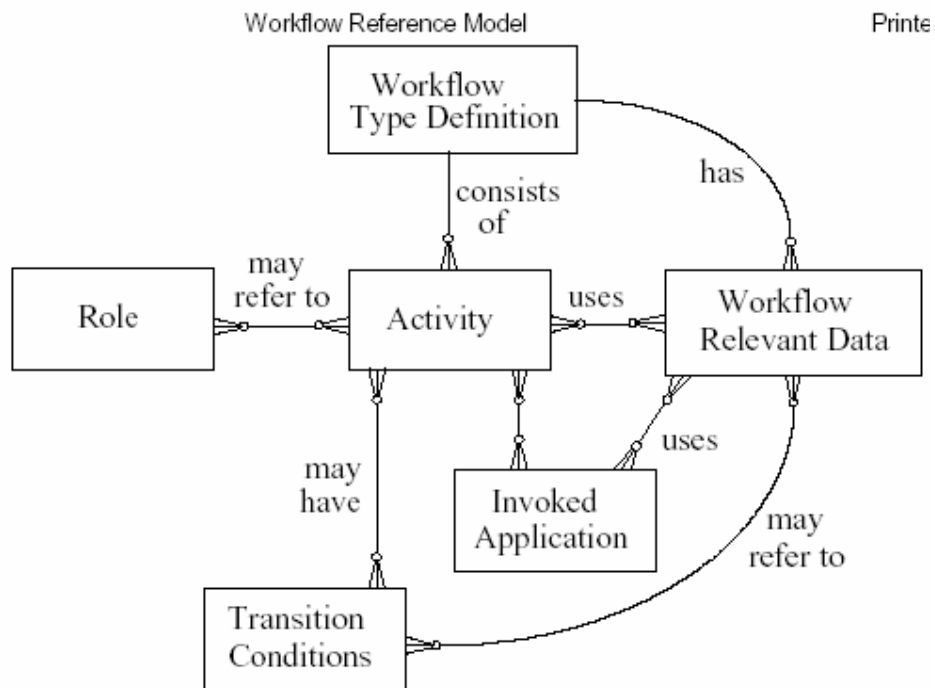 Workflow Reference Model
Printe
Workflow
Type Definition
has
consists
of
may
refer to
Role
Activity
uses
Workflow
Relevant Data
uses
may
have
Invoked
Application
may
refer to
Transition
Conditions